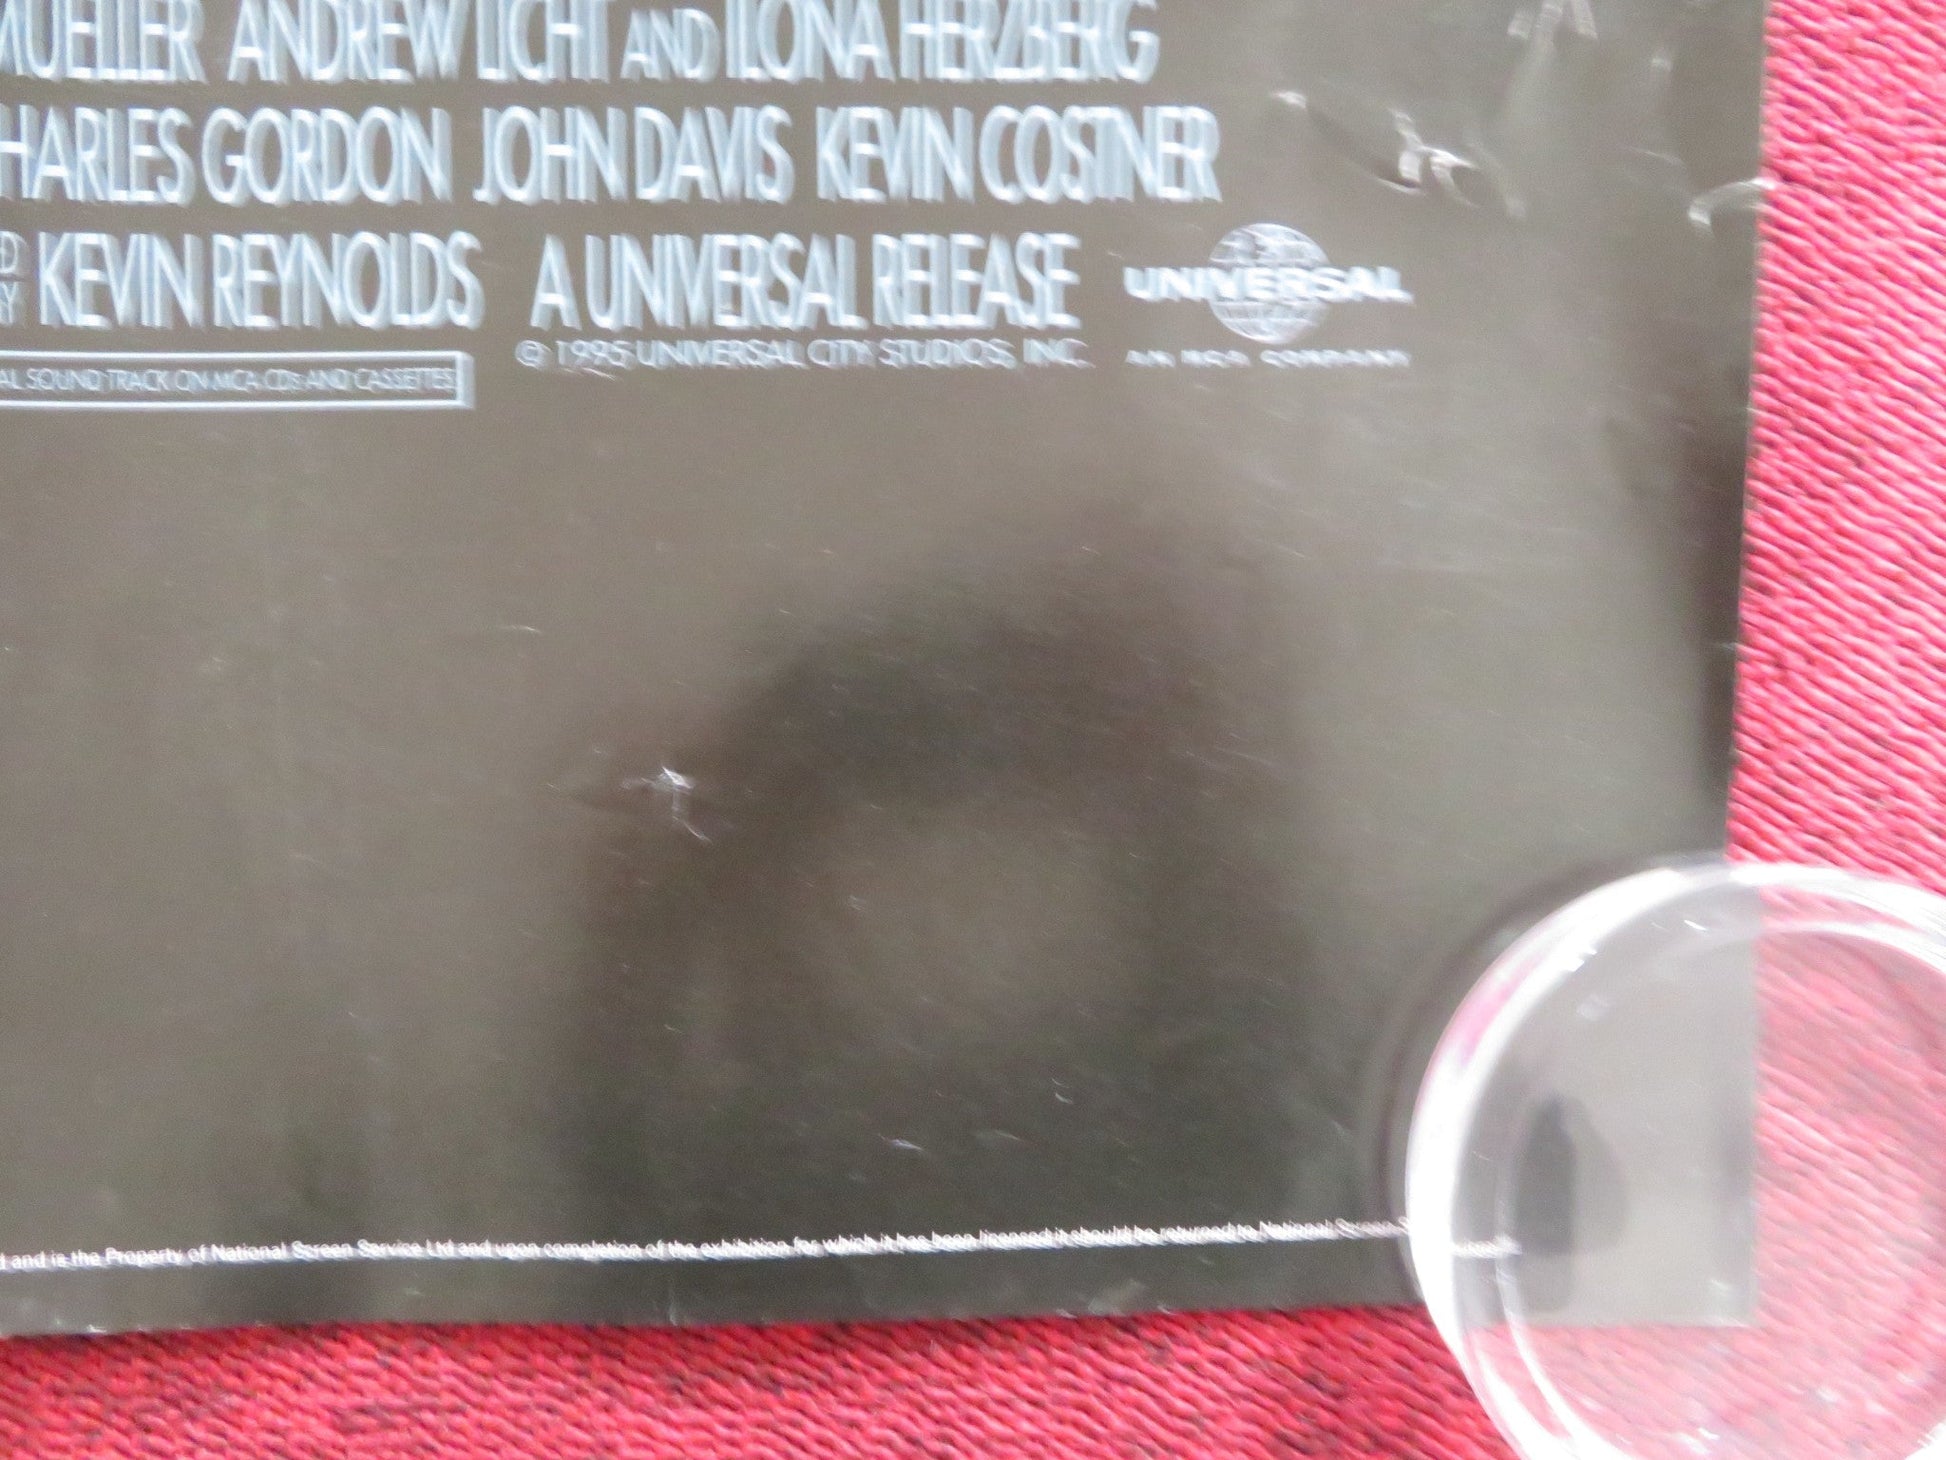 MUELLER ANDREW LICHT AND ILONA HERZBERG
HARLES GORDON JOHN DAVIS KEVIN COSTNER
KEVIN REYNOLDS A UNIVERSAL RELEASE
UNIVERSAL
AN MCA COMPANY
© 1995 UNIVERSAL CITY STUDIOS, INC.
AL SOUNDTRACK ON MCA CDs AND CASSETTES
and is the Property of National Screen Service Ltd and upon completion of the exhibition for which it has been licensed it should be returned to National Screen